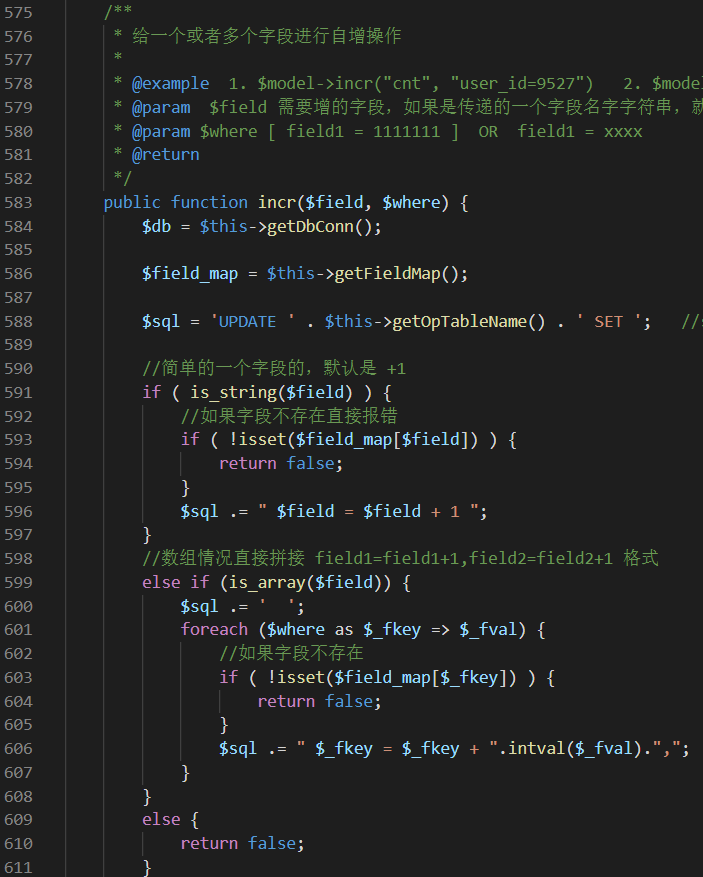 575 /**
576 * 给一个或者多个字段进行自增操作
577 *
578 * @example 1. $model->incr("cnt", "user_id=9527") 2. $model
579 * @param $field 需要增的字段，如果是传递的一个字段名字字符串，就
580 * @param $where [ field1 = 1111111 ] OR field1 = xxxx
581 * @return
582 */
583 public function incr($field, $where) {
584 $db = $this->getDbConn();
585
586 $field_map = $this->getFieldMap();
587
588 $sql = 'UPDATE ' . $this->getOpTableName() . ' SET '; //
589
590 //简单的一个字段的，默认是 +1
591 if ( is_string($field) ) {
592 //如果字段不存在直接报错
593 if ( !isset($field_map[$field]) ) {
594 return false;
595 }
596 $sql .= " $field = $field + 1 ";
597 }
598 //数组情况直接拼接 field1=field1+1,field2=field2+1 格式
599 else if (is_array($field)) {
600 $sql .= '  ';
601 foreach ($where as $_fkey => $_fval) {
602 //如果字段不存在
603 if ( !isset($field_map[$_fkey]) ) {
604 return false;
605 }
606 $sql .= " $_fkey = $_fkey + ".intval($_fval).",";
607 }
608 }
609 else {
610 return false;
611 }